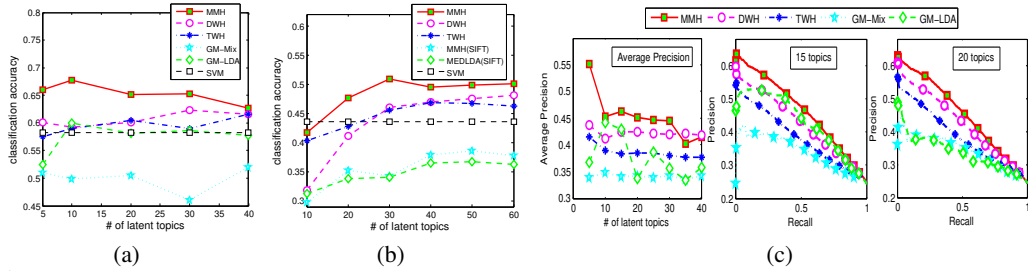 MMH
DWH
TWH
GM−Mix
GM−LDA
SVM
classification accuracy
0.75
0.7
0.65
0.6
0.55
0.5
0.45
5 10 20 30 40
# of latent topics
(a)
MMH
DWH
TWH
MMH(SIFT)
MEDLDA(SIFT)
SVM
classification accuracy
0.6
0.5
0.45
0.4
0.35
0.3
10 20 30 40 50 60
# of latent topics
(b)
MMH DWH TWH GM−Mix GM−LDA
Average Precision
Average Precision
0.55
0.5
0.45
0.4
0.35
0.3
0 10 20 30 40
# of latent topics
15 topics
Precision
0.6
0.5
0.4
0.3
0.2
0 0.5 1
Recall
20 topics
Precision
0.6
0.5
0.4
0.3
0.2
0 0.5 1
Recall
(c)